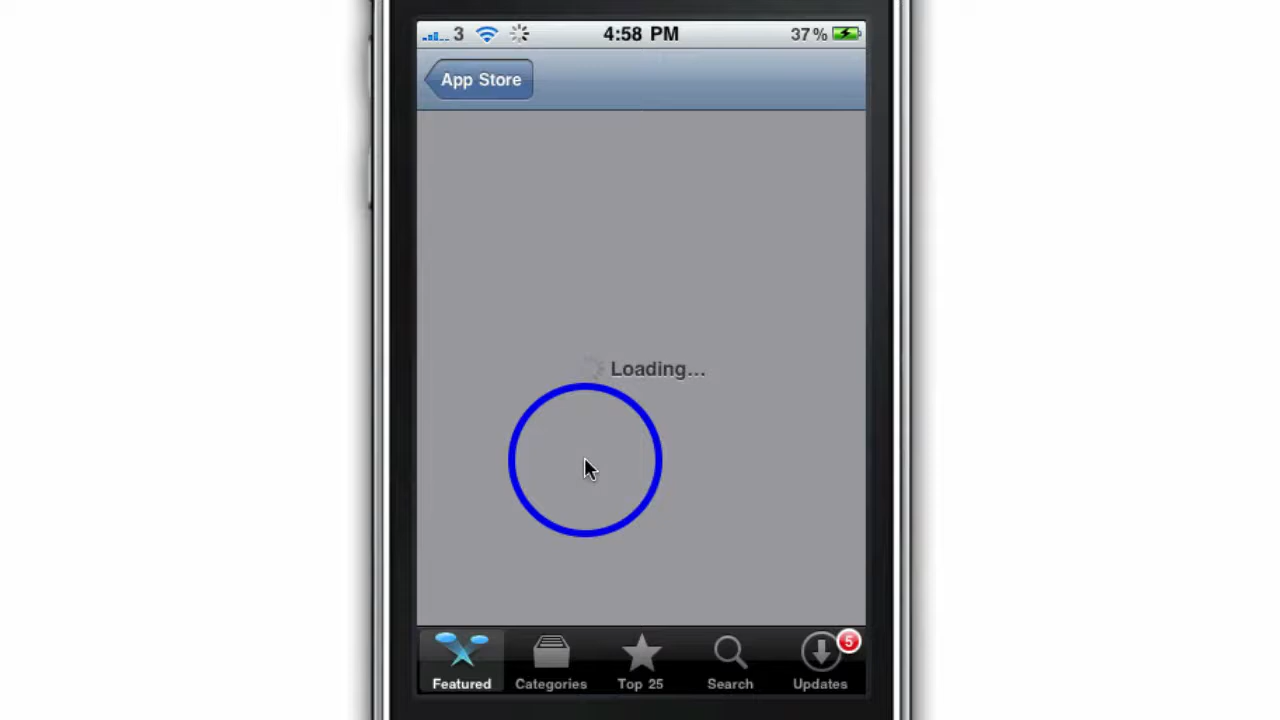 3 4:58 PM 37%
App Store
Loading...
5
Featured Categories Top 25 Search Updates